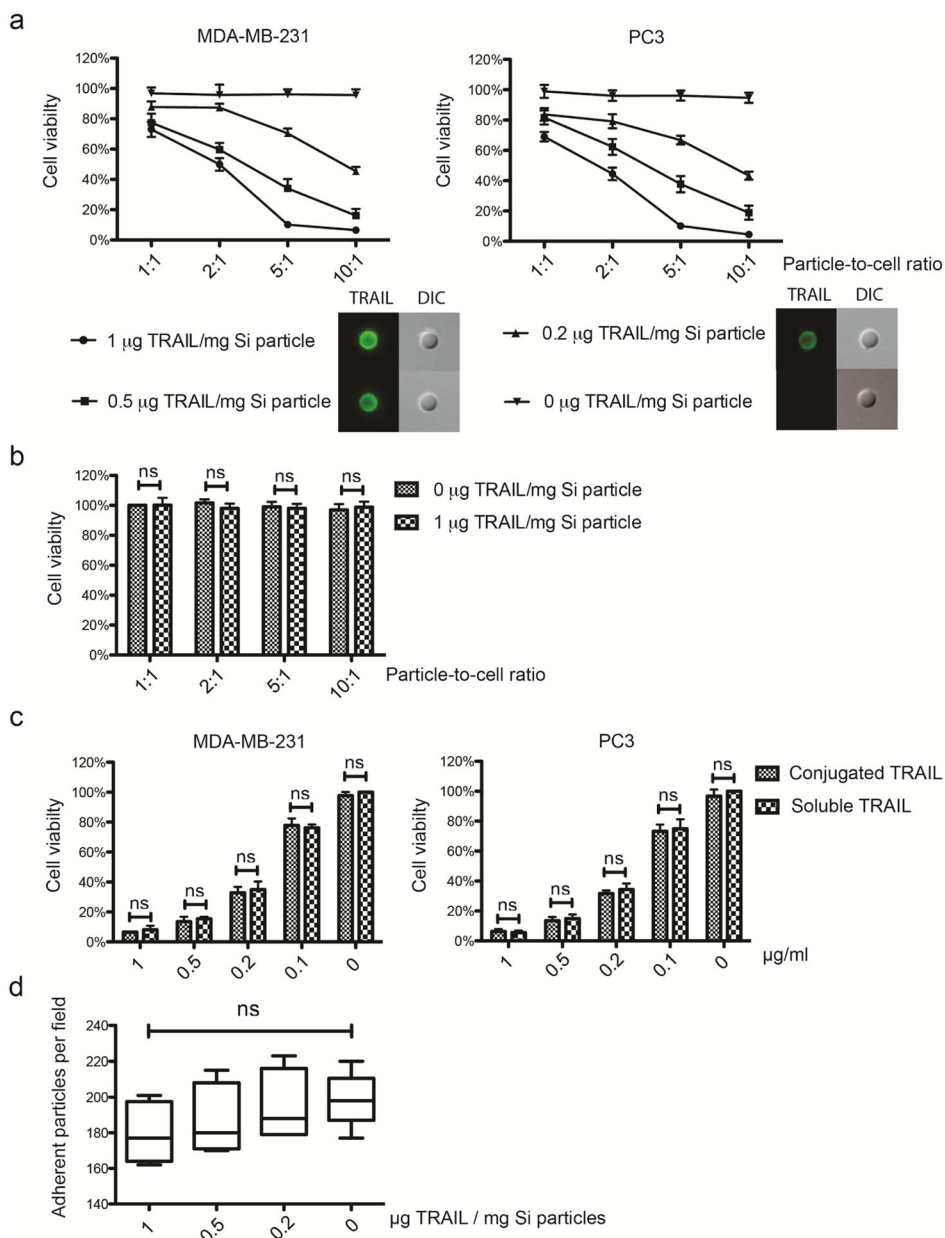 a
MDA-MB-231
PC3
120%
100%
80%
60%
40%
20%
0%
Cell viabilty
1:1
2:1
5:1
10:1
120%
100%
80%
60%
40%
20%
0%
Cell viabilty
1:1
2:1
5:1
10:1
Particle-to-cell ratio
TRAIL DIC
1 μg TRAIL/mg Si particle
0.5 μg TRAIL/mg Si particle
TRAIL DIC
0.2 μg TRAIL/mg Si particle
0 μg TRAIL/mg Si particle
b
120%
100%
80%
60%
40%
20%
0%
Cell viabilty
ns ns ns ns
1:1
2:1
5:1
10:1
Particle-to-cell ratio
0 μg TRAIL/mg Si particle
1 μg TRAIL/mg Si particle
c
MDA-MB-231
PC3
120%
100%
80%
60%
40%
20%
0%
Cell viabilty
ns ns ns ns ns
1
0.5
0.2
0.1
0
120%
100%
80%
60%
40%
20%
0%
Cell viabilty
ns ns ns ns ns
1
0.5
0.2
0.1
0
μg/ml
Conjugated TRAIL
Soluble TRAIL
d
240
220
200
180
160
140
Adherent particles per field
ns
1
0.5
0.2
0
μg TRAIL / mg Si particles